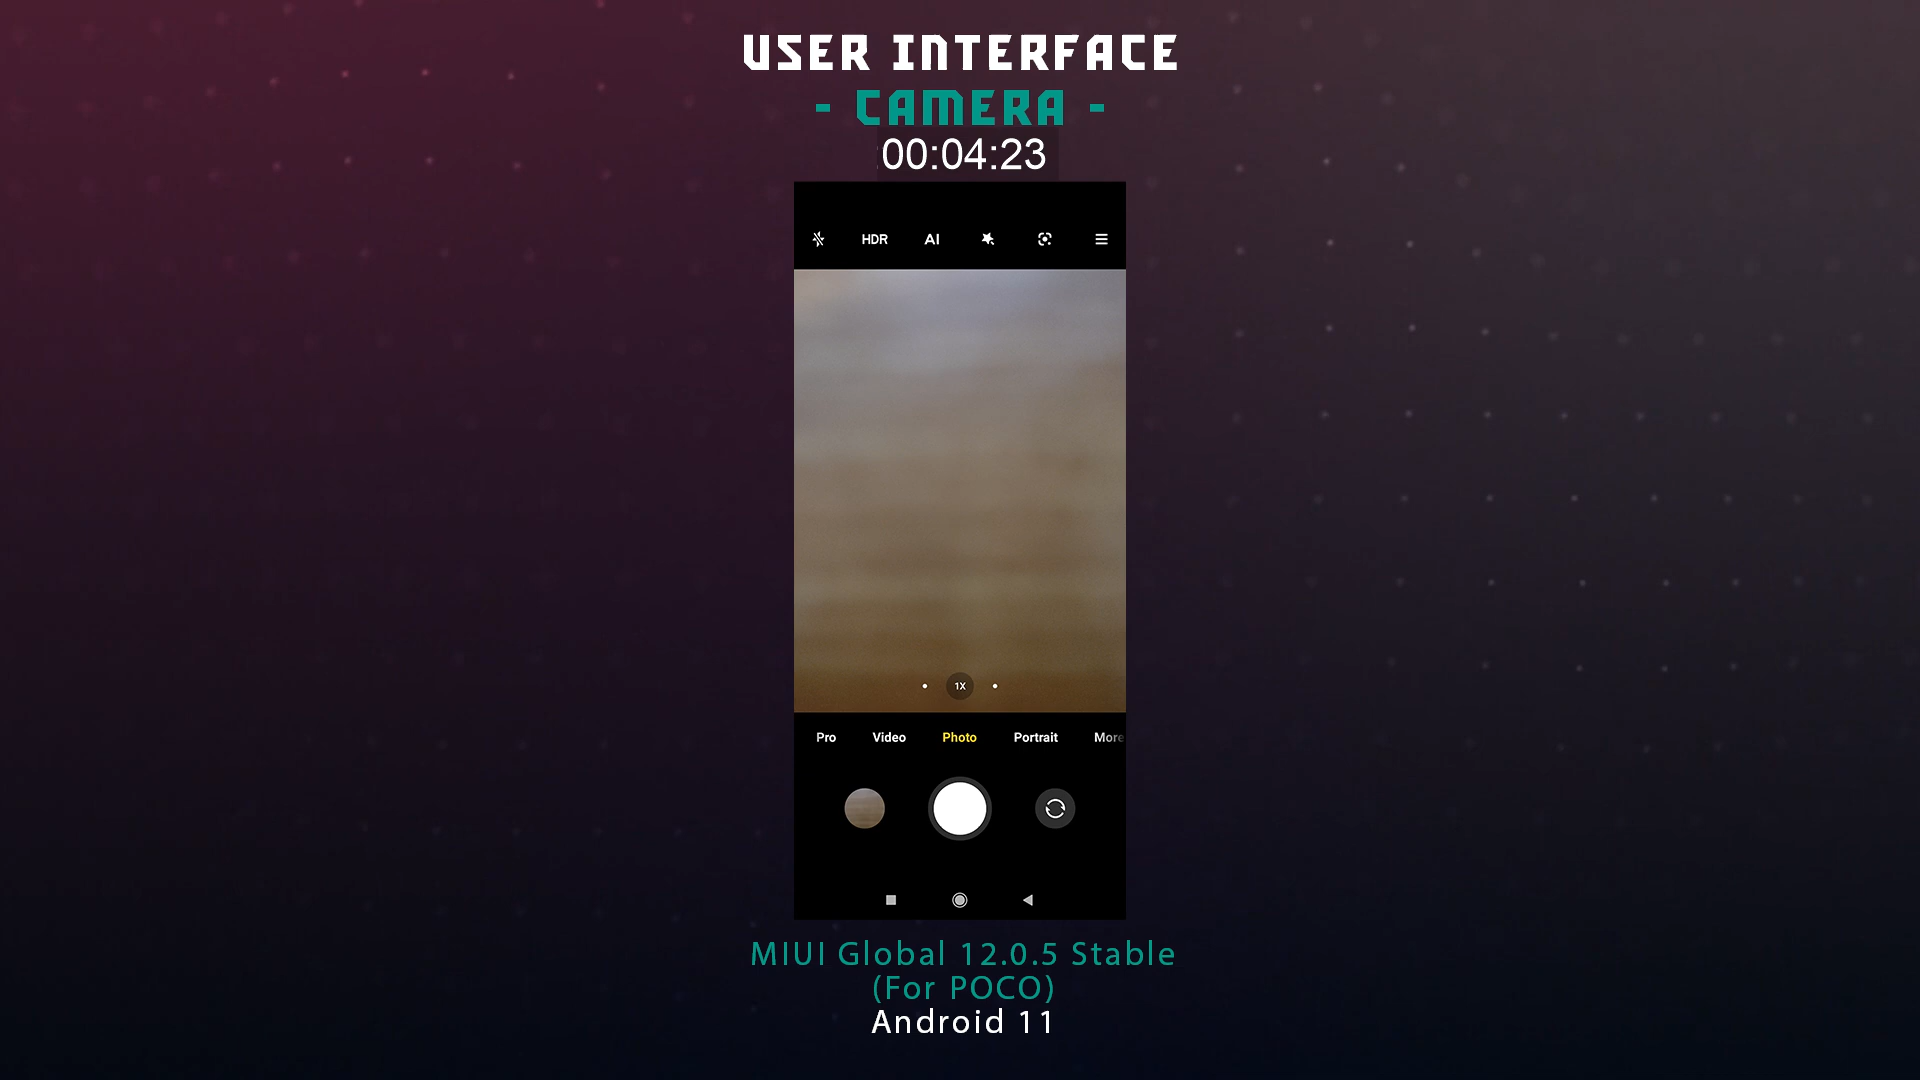 USER INTERFACE
- CAMERA -
00:04:23
HDR AI
1X
Pro Video Photo Portrait More
MIUI Global 12.0.5 Stable
(For POCO)
Android 11